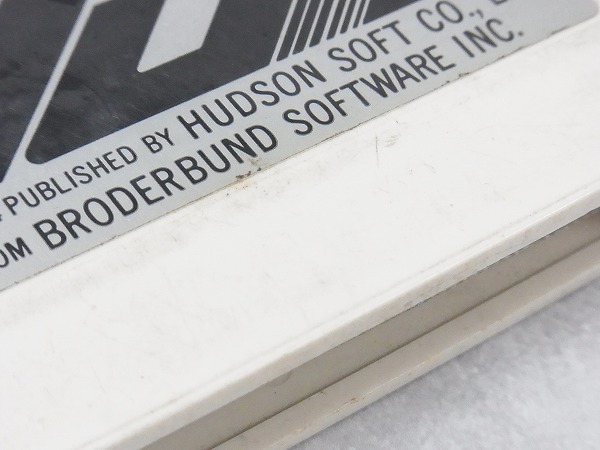 PUBLISHED BY HUDSON SOFT CO.,
BRODERBUND SOFTWARE INC.